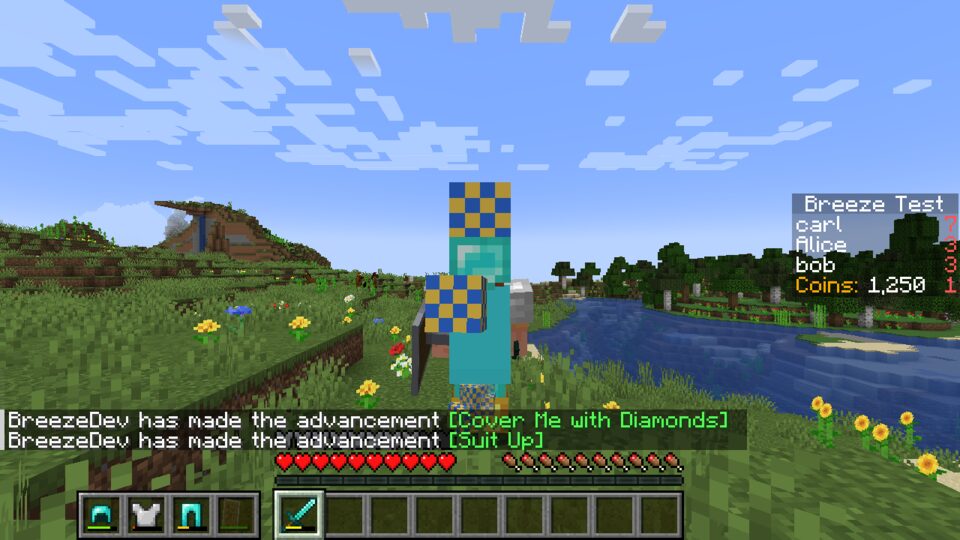 Breeze Test
carl 7
Alice 3
bob 3
Coins: 1,250 1
BreezeDev has made the advancement [Cover Me with Diamonds]
BreezeDev has made the advancement [Suit Up]